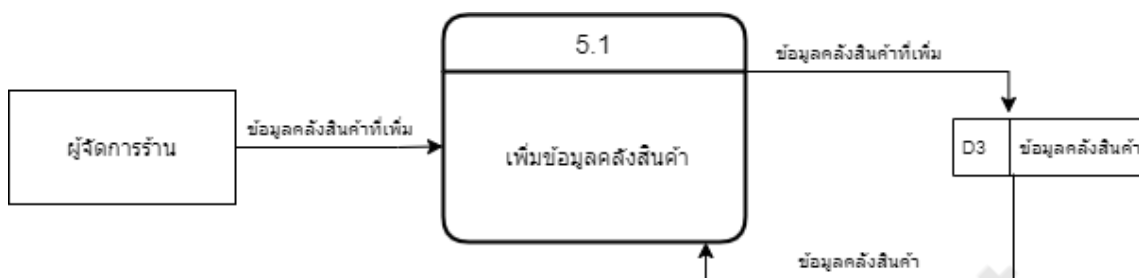 5.1
ข้อมูลคลังสินค้าที่เพิ่ม
ผู้จัดการร้าน
ข้อมูลคลังสินค้าที่เพิ่ม
เพิ่มข้อมูลคลังสินค้า
D3
ข้อมูลคลังสินค้า
ข้อมูลคลังสินค้า